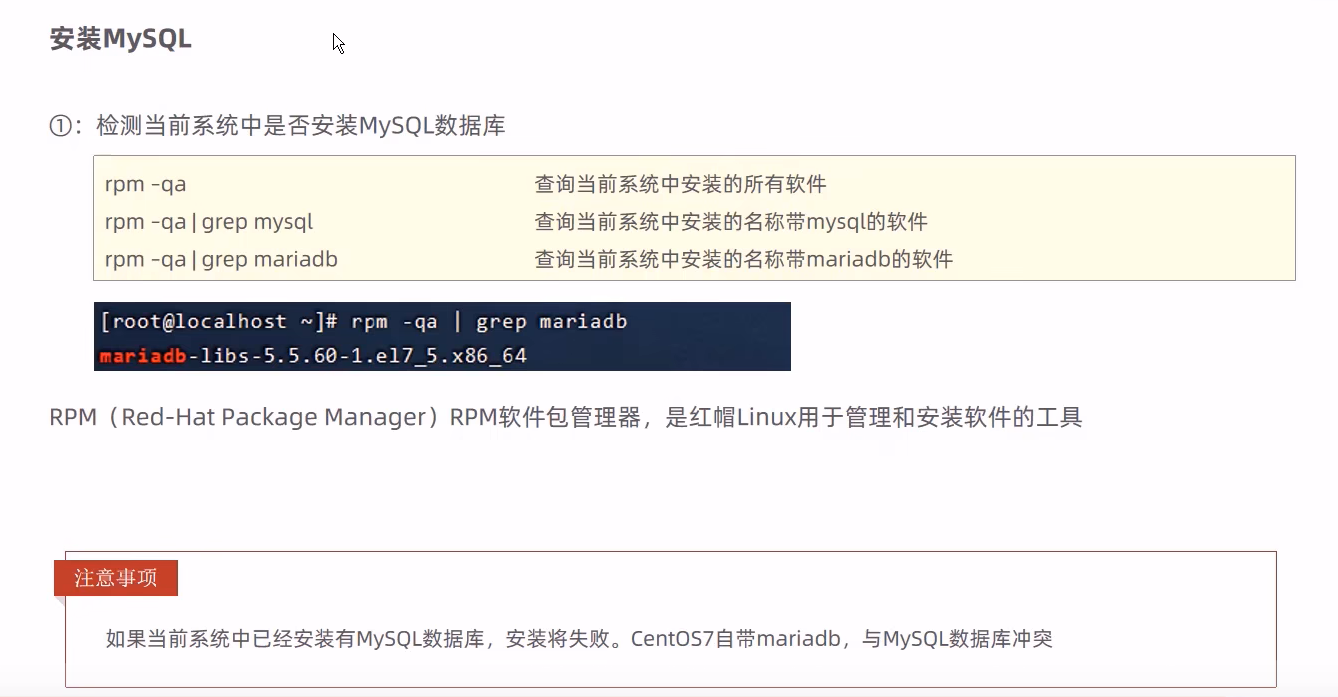 安装MySQL
①：检测当前系统中是否安装MySQL数据库
rpm -qa 查询当前系统中安装的所有软件
rpm -qa | grep mysql 查询当前系统中安装的名称带mysql的软件
rpm -qa | grep mariadb 查询当前系统中安装的名称带mariadb的软件
[root@localhost ~]# rpm -qa | grep mariadb
mariadb-libs-5.5.60-1.el7_5.x86_64
RPM（Red-Hat Package Manager）RPM软件包管理器，是红帽Linux用于管理和安装软件的工具
注意事项
如果当前系统中已经安装有MySQL数据库，安装将失败。CentOS7自带mariadb，与MySQL数据库冲突